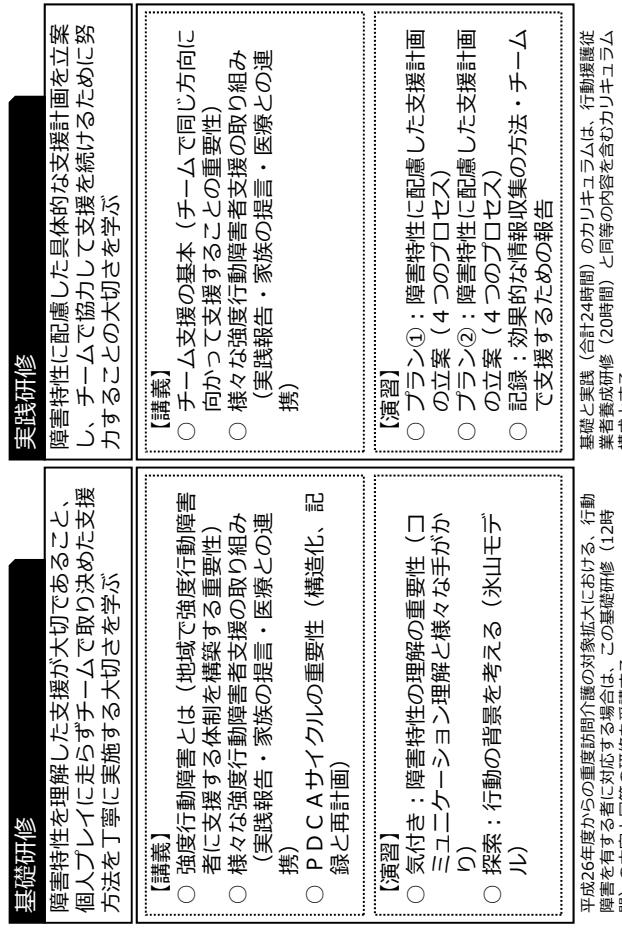 基礎研修
障害特性を理解した支援が大切であること、
個人プレイに走らずチームで取り決めた支援
方法を丁寧に実施する大切さを学ぶ
【講義】
○ 強度行動障害とは（地域で強度行動障害
者に支援する体制を構築する重要性）
○ 様々な強度行動障害者支援の取り組み
（実践報告・家族の提言・医療との連
携）
○ ＰＤＣＡサイクルの重要性（構造化、記
録と再計画）
【演習】
○ 気付き：障害特性の理解の重要性（コ
ミュニケーション理解と様々な手がか
り）
○ 探索：行動の背景を考える（氷山モデ
ル）
平成26年度からの重度訪問介護の対象拡大における、行動
障害を有する者に対応する場合は、この基礎研修（12時
間）の内容と同等の研修を受講する
実践研修
障害特性に配慮した具体的な支援計画を立案
し、チームで協力して支援を続けるために努
力することの大切さを学ぶ
【講義】
○ チーム支援の基本（チームで同じ方向に
向かって支援することの重要性）
○ 様々な強度行動障害者支援の取り組み
（実践報告・家族の提言・医療との連
携）
【演習】
○ プラン①：障害特性に配慮した支援計画
の立案（４つのプロセス）
○ プラン②：障害特性に配慮した支援計画
の立案（４つのプロセス）
○ 記録：効果的な情報収集の方法・チーム
で支援するための報告
基礎と実践（合計24時間）のカリキュラムは、行動援護従
業者養成研修（20時間）と同等の内容を含むカリキュラム
構成とする